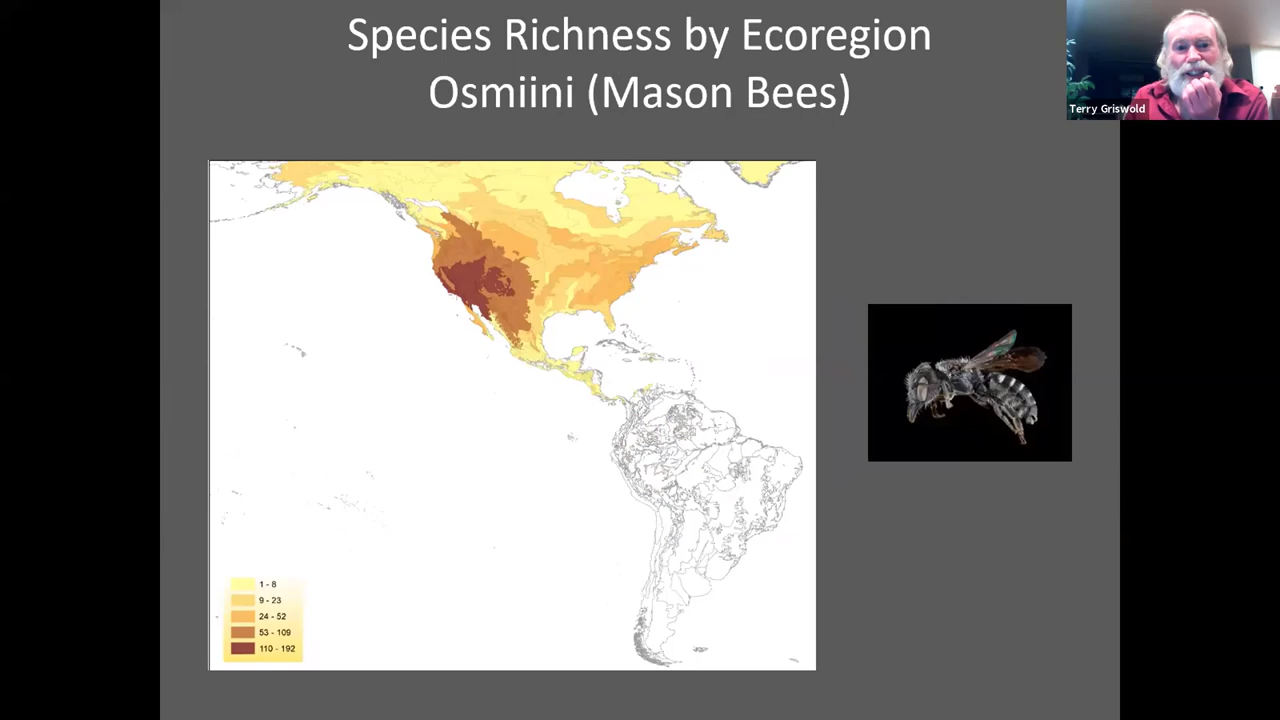 Species Richness by Ecoregion
Osmiini (Mason Bees)
Terry Griswold
1 - 8
9 - 23
24 - 52
53 - 109
110 - 192